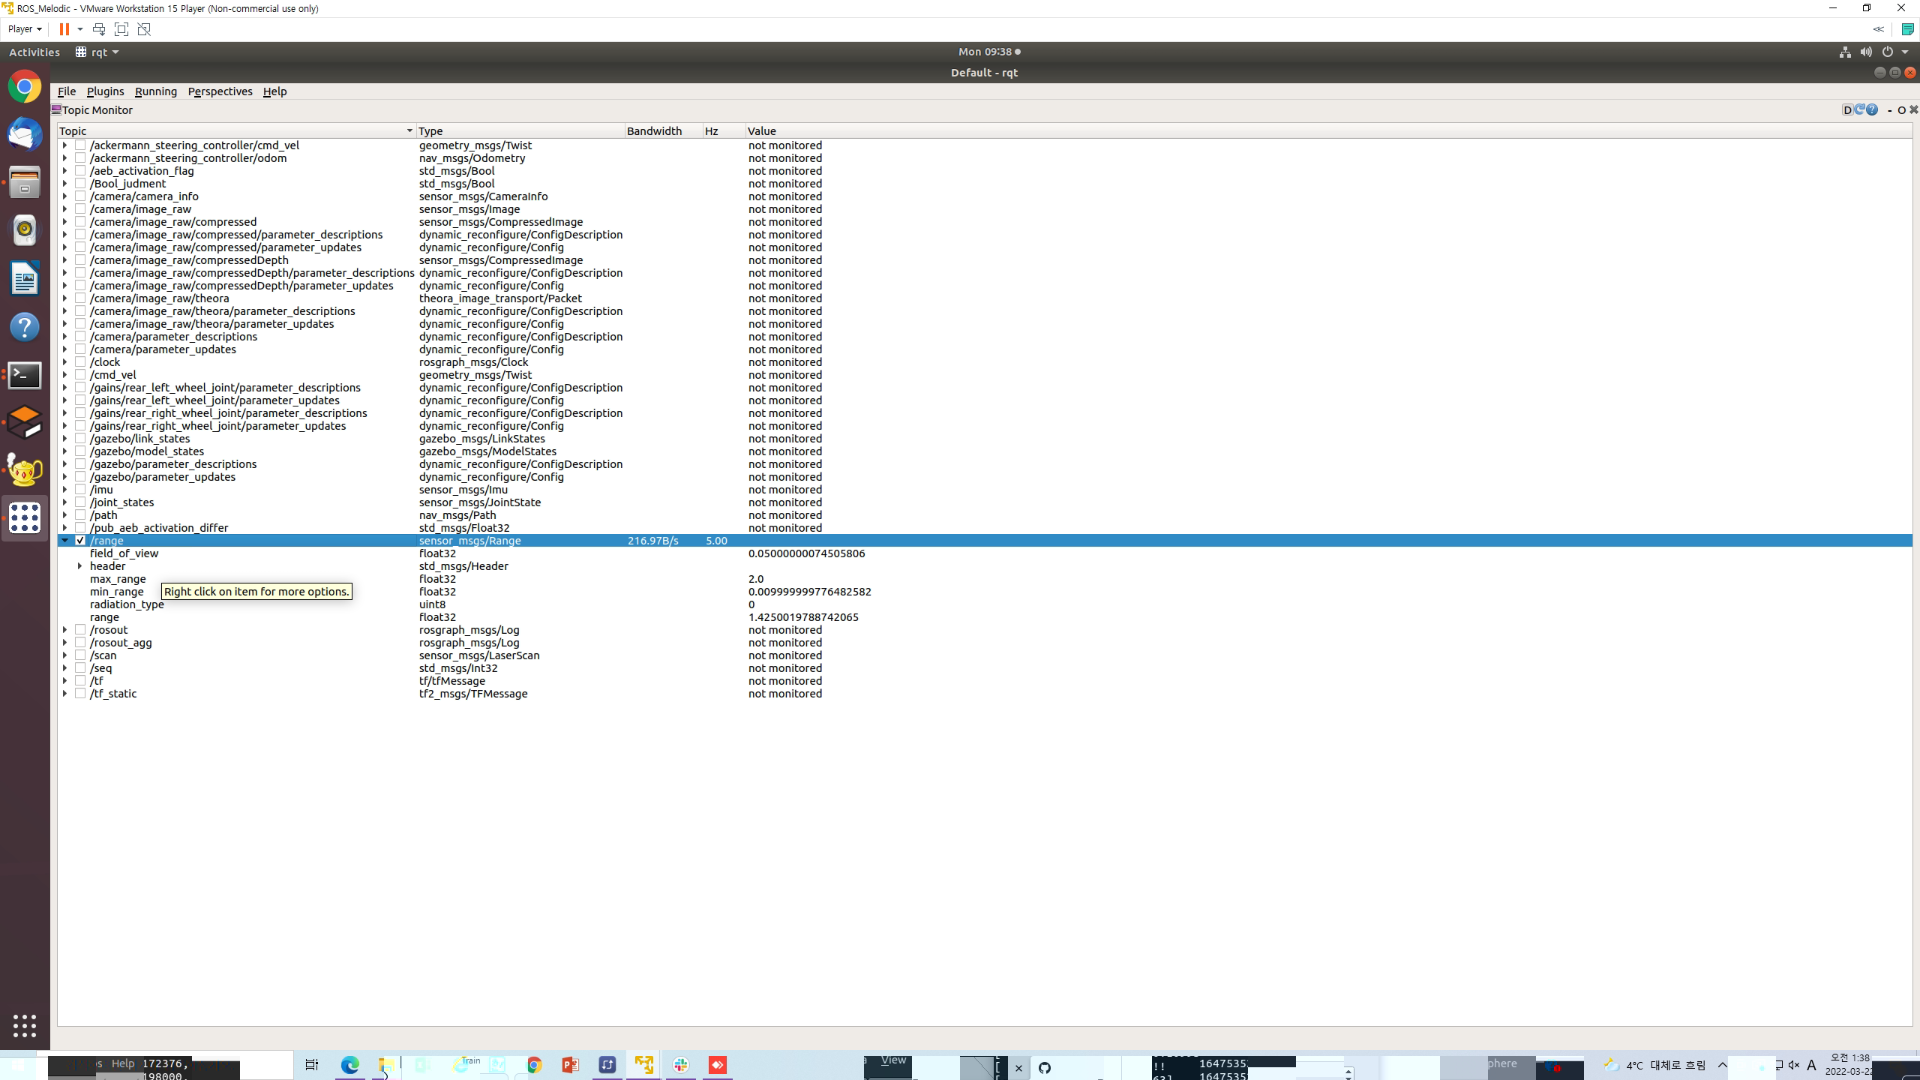 ROS_Melodic - VMware Workstation 15 Player (Non-commercial use only)
Player
Activities rqt Mon 09:38
Default - rqt
File Plugins Running Perspectives Help
Topic Monitor D - O
Topic Type Bandwidth Hz Value
/ackermann_steering_controller/cmd_vel geometry_msgs/Twist not monitored
/ackermann_steering_controller/odom nav_msgs/Odometry not monitored
/aeb_activation_flag std_msgs/Bool not monitored
/Bool_judgment std_msgs/Bool not monitored
/camera/camera_info sensor_msgs/CameraInfo not monitored
/camera/image_raw sensor_msgs/Image not monitored
/camera/image_raw/compressed sensor_msgs/CompressedImage not monitored
/camera/image_raw/compressed/parameter_descriptions dynamic_reconfigure/ConfigDescription not monitored
/camera/image_raw/compressed/parameter_updates dynamic_reconfigure/Config not monitored
/camera/image_raw/compressedDepth sensor_msgs/CompressedImage not monitored
/camera/image_raw/compressedDepth/parameter_descriptions dynamic_reconfigure/ConfigDescription not monitored
/camera/image_raw/compressedDepth/parameter_updates dynamic_reconfigure/Config not monitored
/camera/image_raw/theora theora_image_transport/Packet not monitored
/camera/image_raw/theora/parameter_descriptions dynamic_reconfigure/ConfigDescription not monitored
/camera/image_raw/theora/parameter_updates dynamic_reconfigure/Config not monitored
/camera/parameter_descriptions dynamic_reconfigure/ConfigDescription not monitored
/camera/parameter_updates dynamic_reconfigure/Config not monitored
/clock rosgraph_msgs/Clock not monitored
/cmd_vel geometry_msgs/Twist not monitored
/gains/rear_left_wheel_joint/parameter_descriptions dynamic_reconfigure/ConfigDescription not monitored
/gains/rear_left_wheel_joint/parameter_updates dynamic_reconfigure/Config not monitored
/gains/rear_right_wheel_joint/parameter_descriptions dynamic_reconfigure/ConfigDescription not monitored
/gains/rear_right_wheel_joint/parameter_updates dynamic_reconfigure/Config not monitored
/gazebo/link_states gazebo_msgs/LinkStates not monitored
/gazebo/model_states gazebo_msgs/ModelStates not monitored
/gazebo/parameter_descriptions dynamic_reconfigure/ConfigDescription not monitored
/gazebo/parameter_updates dynamic_reconfigure/Config not monitored
/imu sensor_msgs/Imu not monitored
/joint_states sensor_msgs/JointState not monitored
/path nav_msgs/Path not monitored
/pub_aeb_activation_differ std_msgs/Float32 not monitored
/range sensor_msgs/Range 216.97B/s 5.00
field_of_view float32 0.05000000074505806
header std_msgs/Header
max_range float32 2.0
min_range Right click on item for more options. float32 0.009999999776482582
radiation_type uint8 0
range float32 1.4250019788742065
/rosout rosgraph_msgs/Log not monitored
/rosout_agg rosgraph_msgs/Log not monitored
/scan sensor_msgs/LaserScan not monitored
/seq std_msgs/Int32 not monitored
/tf tf/tfMessage not monitored
/tf_static tf2_msgs/TFMessage not monitored
Help 172376,
198000.
Train
View
1647535
1647535
phere
4°C 대체로 흐림 A 오전 1:38
2022-03-22